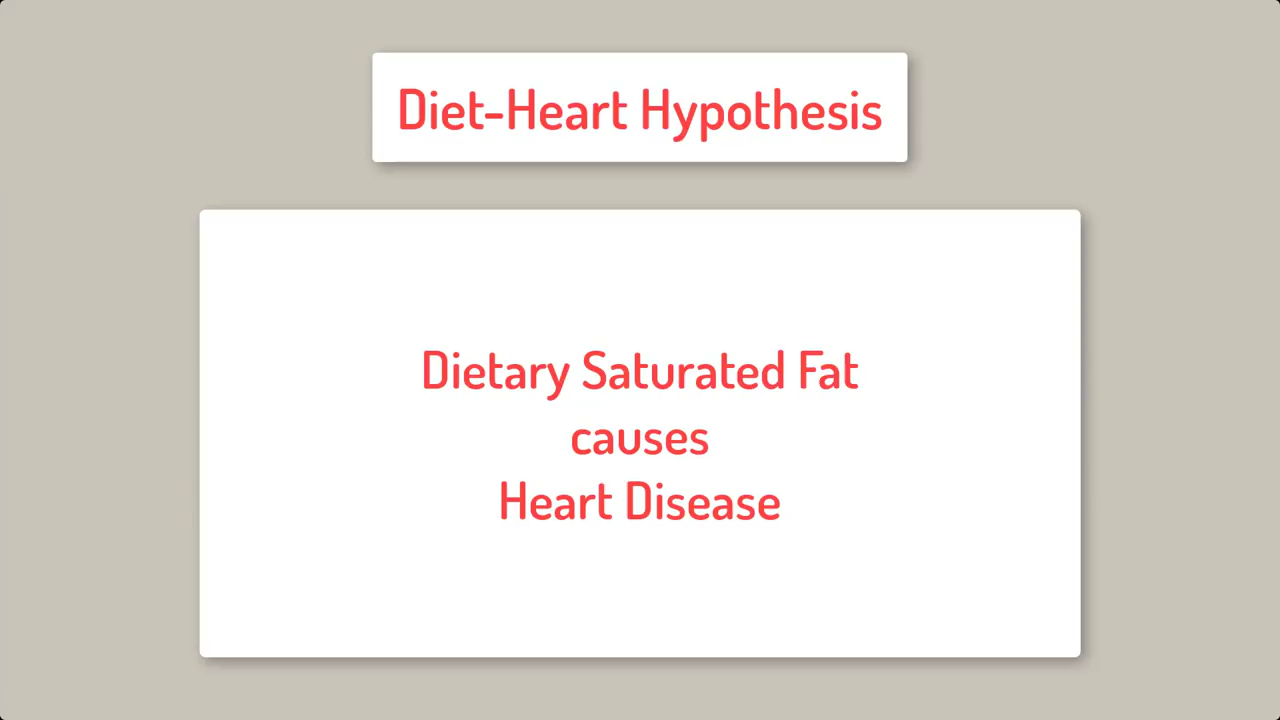 Diet-Heart Hypothesis
Dietary Saturated Fat
causes
Heart Disease